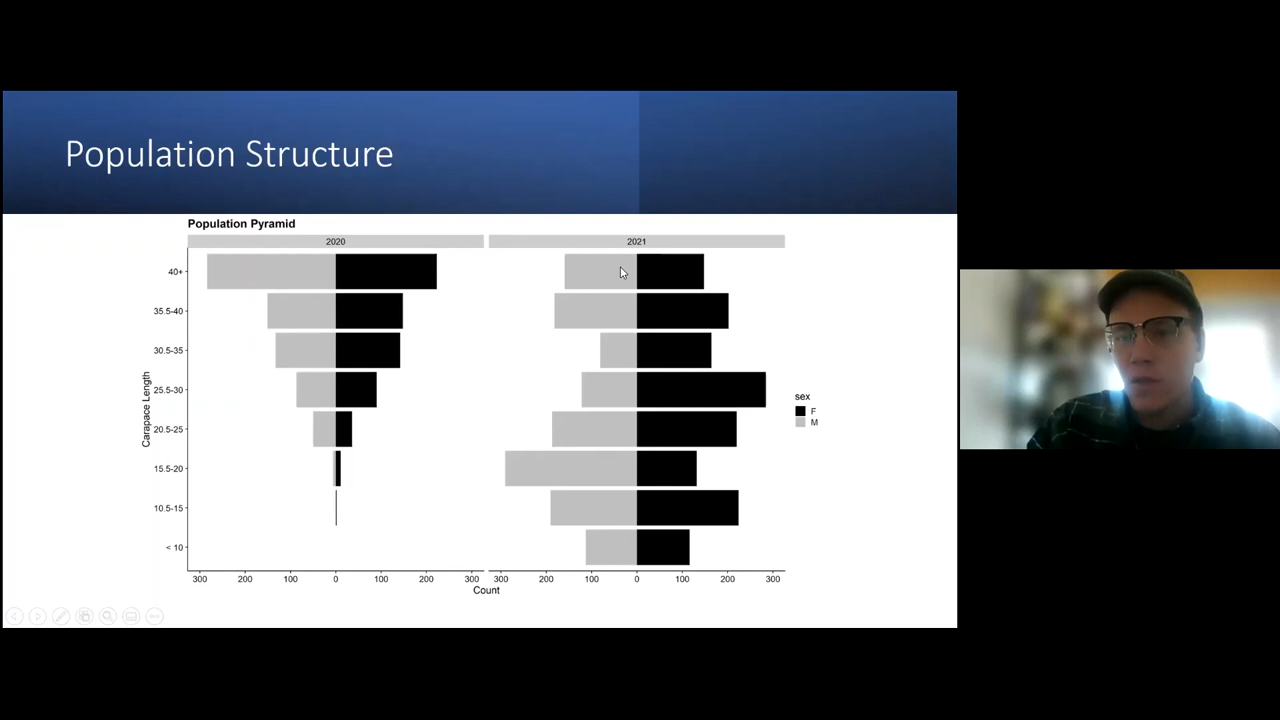 Population Structure
Population Pyramid
2020
2021
40+
35.5-40
30.5-35
25.5-30
20.5-25
15.5-20
10.5-15
< 10
Carapace Length
300 200 100 0 100 200 300
300 200 100 0 100 200 300
Count
sex
F
M